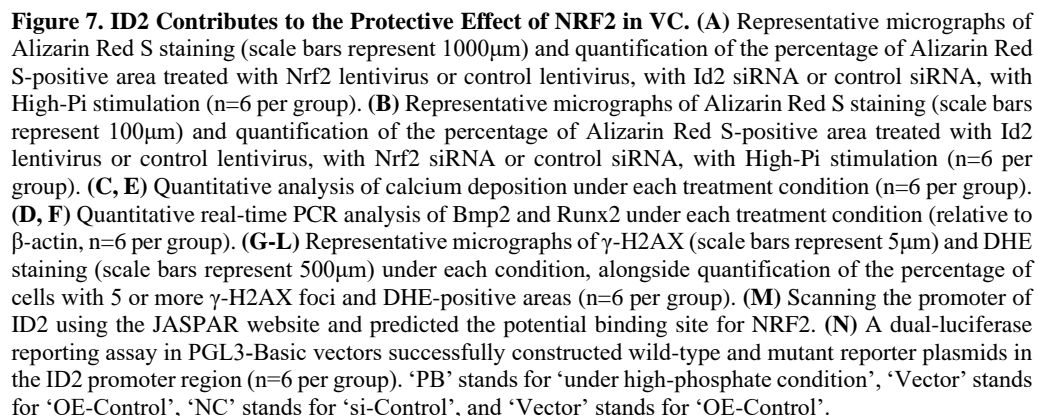 Figure 7. ID2 Contributes to the Protective Effect of NRF2 in VC. (A) Representative micrographs of
Alizarin Red S staining (scale bars represent 1000μm) and quantification of the percentage of Alizarin Red
S-positive area treated with Nrf2 lentivirus or control lentivirus, with Id2 siRNA or control siRNA, with
High-Pi stimulation (n=6 per group). (B) Representative micrographs of Alizarin Red S staining (scale bars
represent 100μm) and quantification of the percentage of Alizarin Red S-positive area treated with Id2
lentivirus or control lentivirus, with Nrf2 siRNA or control siRNA, with High-Pi stimulation (n=6 per
group). (C, E) Quantitative analysis of calcium deposition under each treatment condition (n=6 per group).
(D, F) Quantitative real-time PCR analysis of Bmp2 and Runx2 under each treatment condition (relative to
β-actin, n=6 per group). (G-L) Representative micrographs of γ-H2AX (scale bars represent 5μm) and DHE
staining (scale bars represent 500μm) under each condition, alongside quantification of the percentage of
cells with 5 or more γ-H2AX foci and DHE-positive areas (n=6 per group). (M) Scanning the promoter of
ID2 using the JASPAR website and predicted the potential binding site for NRF2. (N) A dual-luciferase
reporting assay in PGL3-Basic vectors successfully constructed wild-type and mutant reporter plasmids in
the ID2 promoter region (n=6 per group). ‘PB’ stands for ‘under high-phosphate condition’, ‘Vector’ stands
for ‘OE-Control’, ‘NC’ stands for ‘si-Control’, and ‘Vector’ stands for ‘OE-Control’.